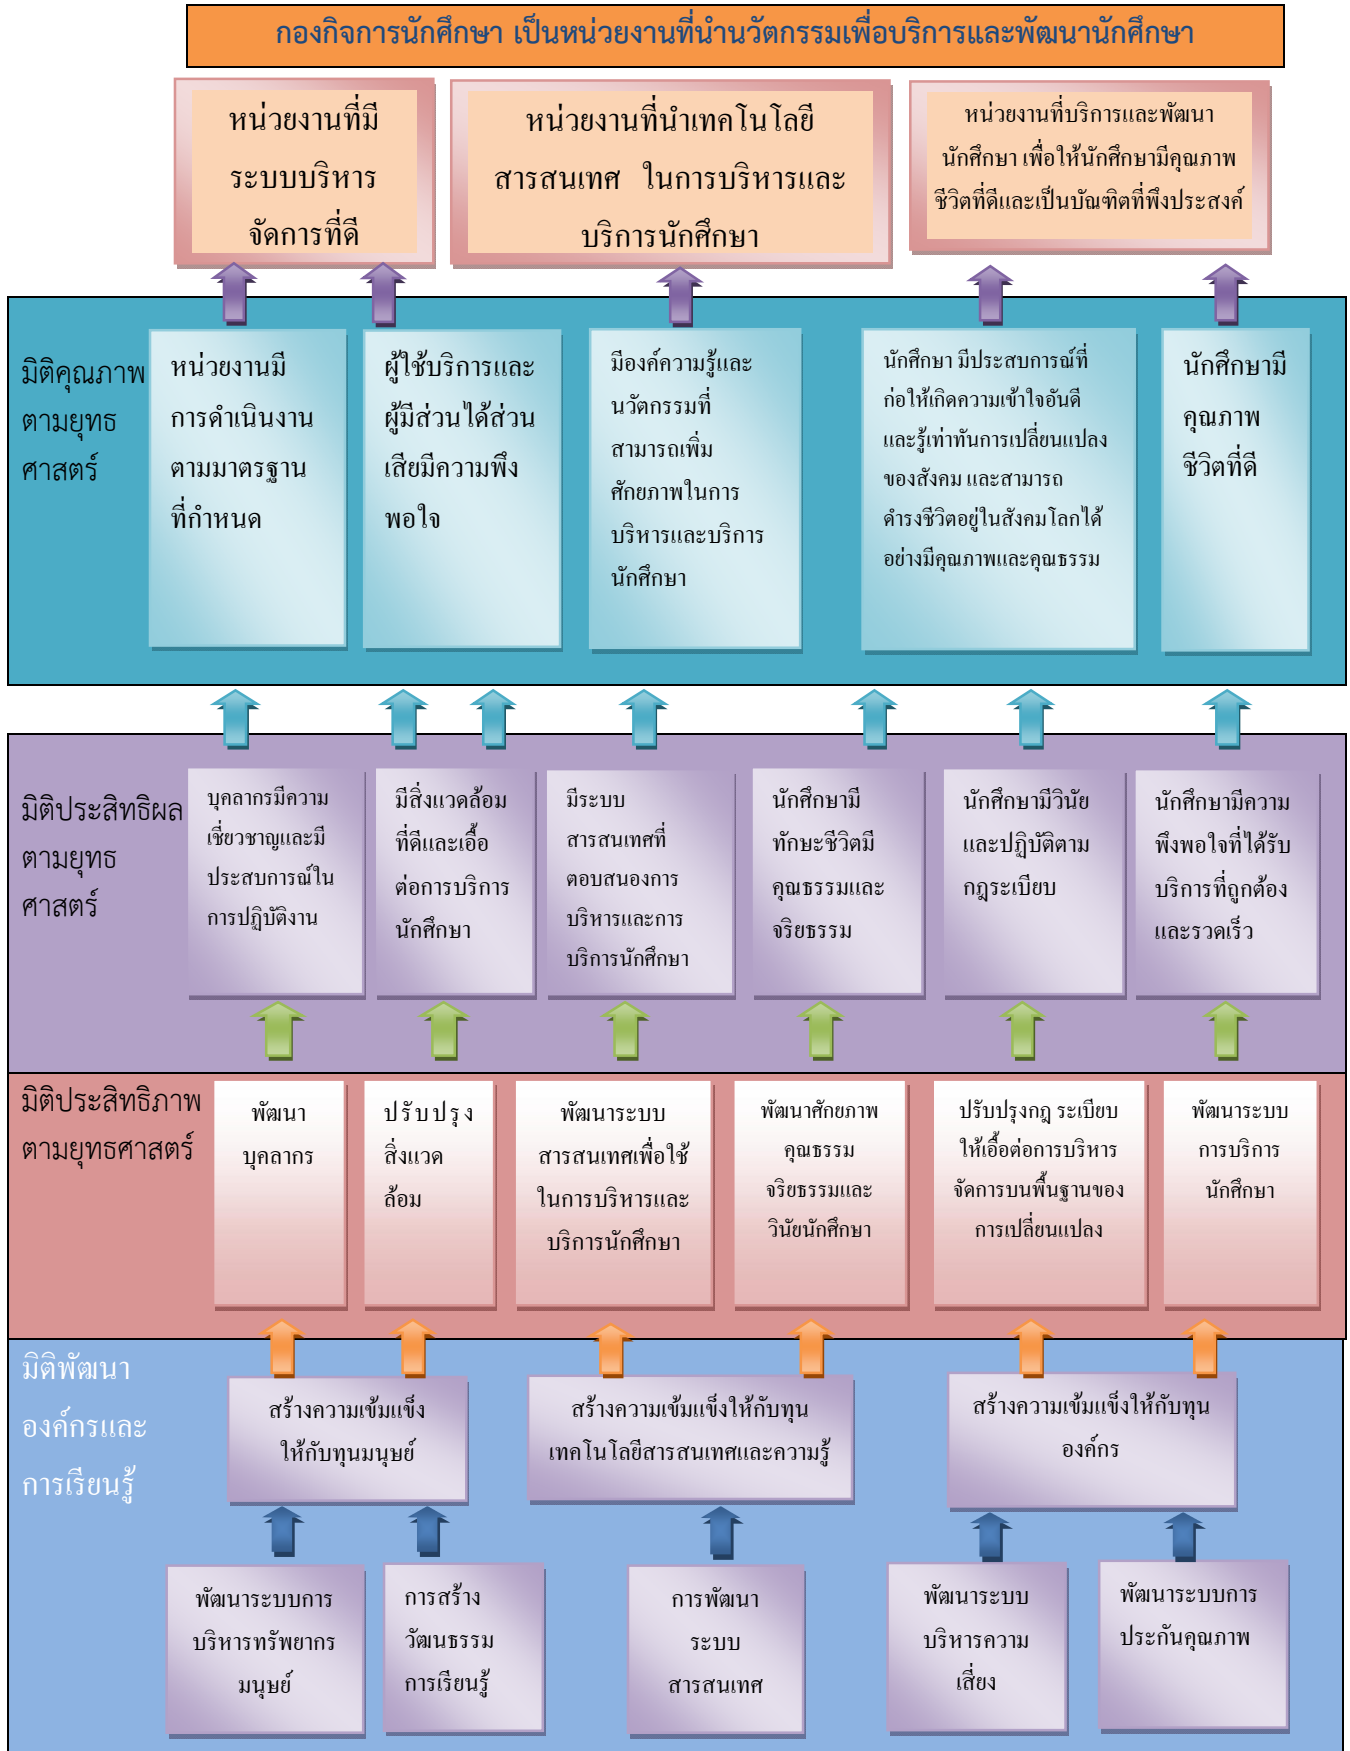 กองกิจการนักศึกษา เป็นหน่วยงานที่นำนวัตกรรมเพื่อบริการและพัฒนานักศึกษา
หน่วยงานที่มี
ระบบบริหาร
จัดการที่ดี
หน่วยงานที่นำเทคโนโลยี
สารสนเทศ ในการบริหารและ
บริการนักศึกษา
หน่วยงานที่บริการและพัฒนา
นักศึกษา เพื่อให้นักศึกษามีคุณภาพ
ชีวิตที่ดีและเป็นบัณฑิตที่พึงประสงค์
มิติคุณภาพ
ตามยุทธ
ศาสตร์
หน่วยงานมี
การดำเนินงาน
ตามมาตรฐาน
ที่กำหนด
ผู้ใช้บริการและ
ผู้มีส่วนได้ส่วน
เสียมีความพึง
พอใจ
มีองค์ความรู้และ
นวัตกรรมที่
สามารถเพิ่ม
ศักยภาพในการ
บริหารและบริการ
นักศึกษา
นักศึกษา มีประสบการณ์ที่
ก่อให้เกิดความเข้าใจอันดี
และรู้เท่าทันการเปลี่ยนแปลง
ของสังคม และสามารถ
ดำรงชีวิตอยู่ในสังคมโลกได้
อย่างมีคุณภาพและคุณธรรม
นักศึกษามี
คุณภาพ
ชีวิตที่ดี
มิติประสิทธิผล
ตามยุทธ
ศาสตร์
บุคลากรมีความ
เชี่ยวชาญและมี
ประสบการณ์ใน
การปฏิบัติงาน
มีสิ่งแวดล้อม
ที่ดีและเอื้อ
ต่อการบริการ
นักศึกษา
มีระบบ
สารสนเทศที่
ตอบสนองการ
บริหารและการ
บริการนักศึกษา
นักศึกษามี
ทักษะชีวิตมี
คุณธรรมและ
จริยธรรม
นักศึกษามีวินัย
และปฏิบัติตาม
กฎระเบียบ
นักศึกษามีความ
พึงพอใจที่ได้รับ
บริการที่ถูกต้อง
และรวดเร็ว
มิติประสิทธิภาพ
ตามยุทธศาสตร์
พัฒนา
บุคลากร
ปรับปรุง
สิ่งแวด
ล้อม
พัฒนาระบบ
สารสนเทศเพื่อใช้
ในการบริหารและ
บริการนักศึกษา
พัฒนาศักยภาพ
คุณธรรม
จริยธรรมและ
วินัยนักศึกษา
ปรับปรุงกฎ ระเบียบ
ให้เอื้อต่อการบริหาร
จัดการบนพื้นฐานของ
การเปลี่ยนแปลง
พัฒนาระบบ
การบริการ
นักศึกษา
มิติพัฒนา
องค์กรและ
การเรียนรู้
สร้างความเข้มแข็ง
ให้กับทุนมนุษย์
สร้างความเข้มแข็งให้กับทุน
เทคโนโลยีสารสนเทศและความรู้
สร้างความเข้มแข็งให้กับทุน
องค์กร
พัฒนาระบบการ
บริหารทรัพยากร
มนุษย์
การสร้าง
วัฒนธรรม
การเรียนรู้
การพัฒนา
ระบบ
สารสนเทศ
พัฒนาระบบ
บริหารความ
เสี่ยง
พัฒนาระบบการ
ประกันคุณภาพ